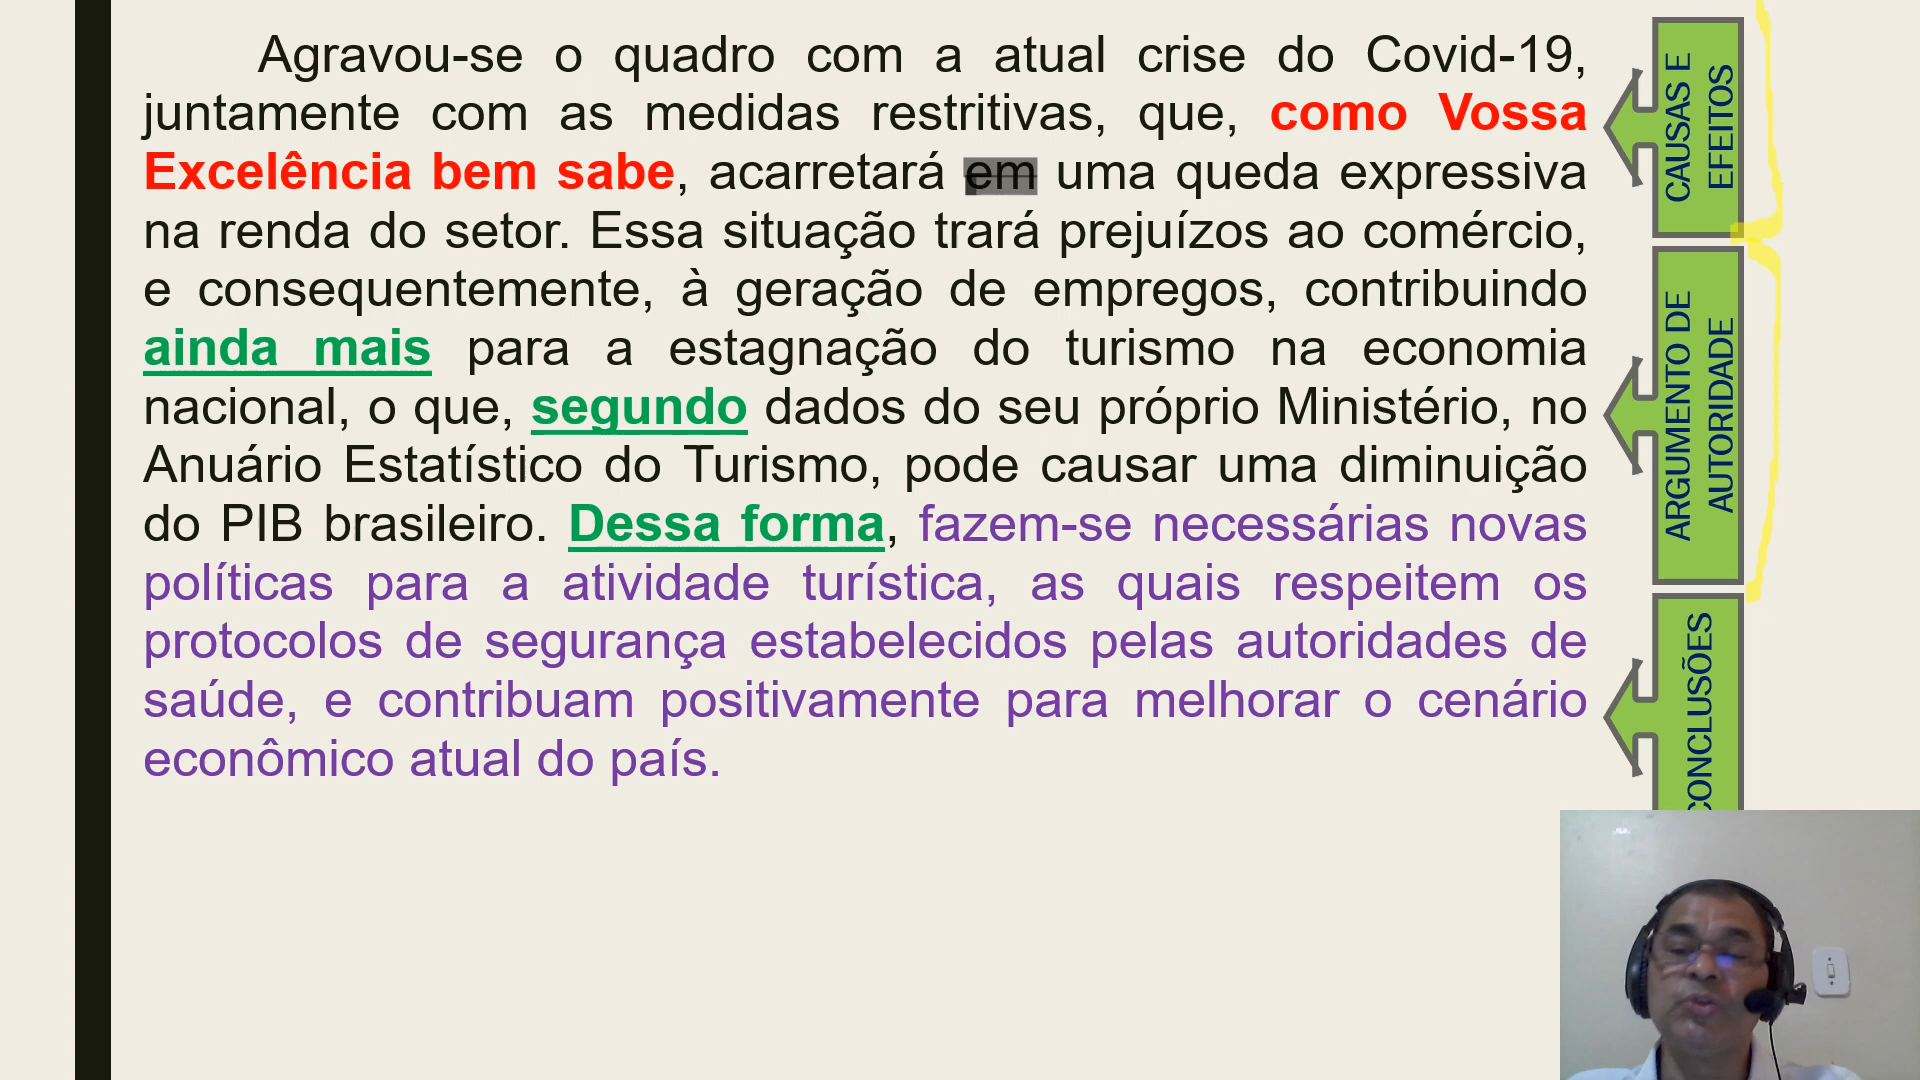 Agravou-se o quadro com a atual crise do Covid-19,
juntamente com as medidas restritivas, que, como Vossa
Excelência bem sabe, acarretará em uma queda expressiva
na renda do setor. Essa situação trará prejuízos ao comércio,
e consequentemente, à geração de empregos, contribuindo
ainda mais para a estagnação do turismo na economia
nacional, o que, segundo dados do seu próprio Ministério, no
Anuário Estatístico do Turismo, pode causar uma diminuição
do PIB brasileiro. Dessa forma, fazem-se necessárias novas
políticas para a atividade turística, as quais respeitem os
protocolos de segurança estabelecidos pelas autoridades de
saúde, e contribuam positivamente para melhorar o cenário
econômico atual do país.
CAUSAS E
EFEITOS
ARGUMENTO DE
AUTORIDADE
CONCLUSÕES